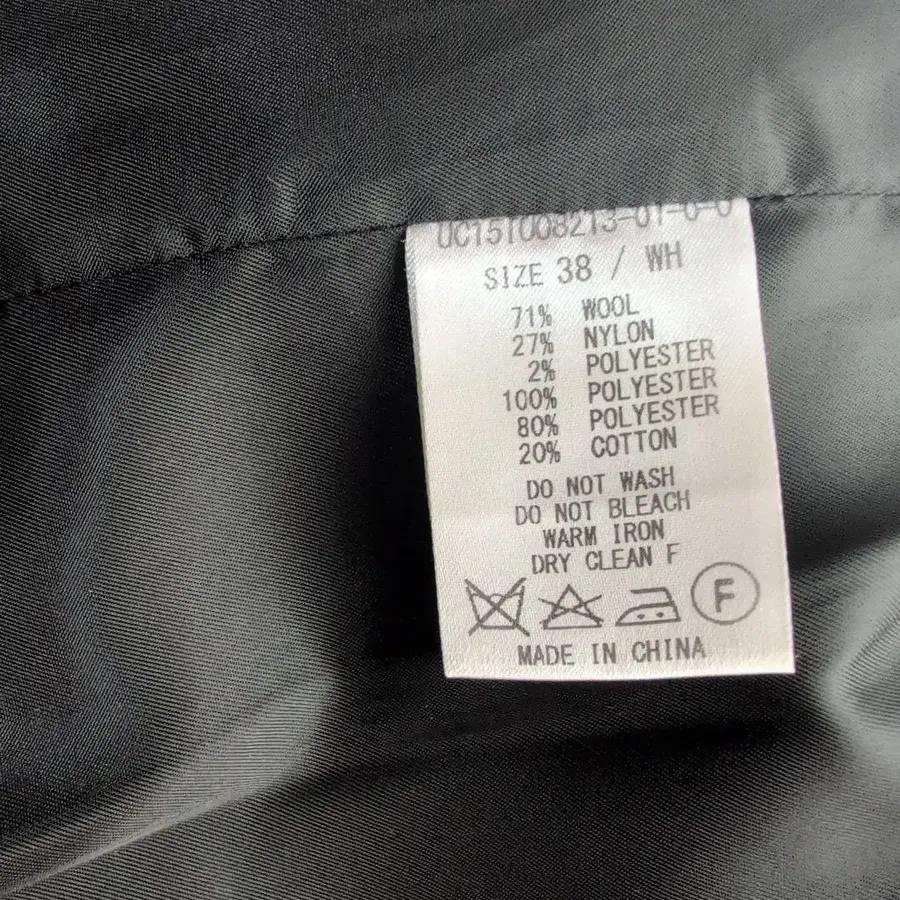 UC151008213-01-0-0
SIZE 38 / WH
71% WOOL
27% NYLON
2% POLYESTER
100% POLYESTER
80% POLYESTER
20% COTTON
DO NOT WASH
DO NOT BLEACH
WARM IRON
DRY CLEAN F
F
MADE IN CHINA